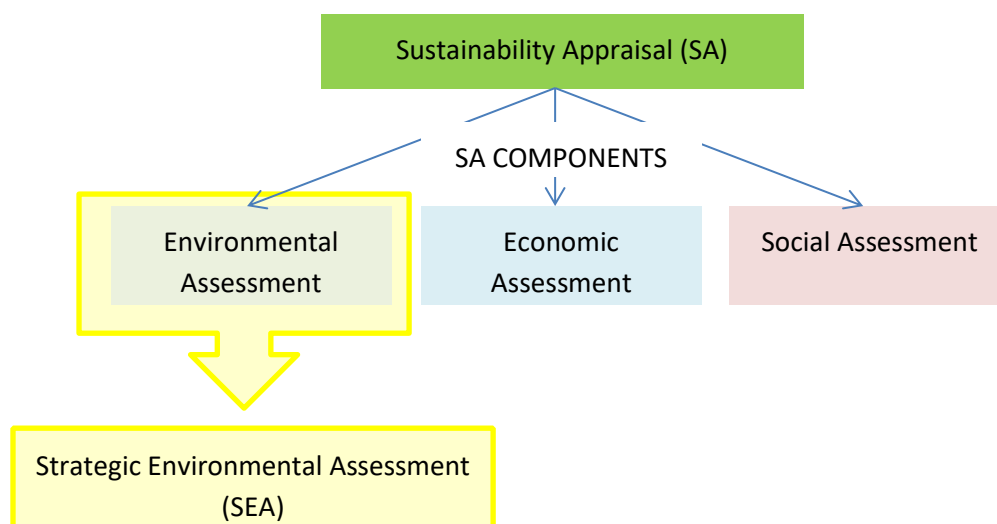 Sustainability Appraisal (SA)
SA COMPONENTS
Environmental
Assessment
Economic
Assessment
Social Assessment
Strategic Environmental Assessment
(SEA)